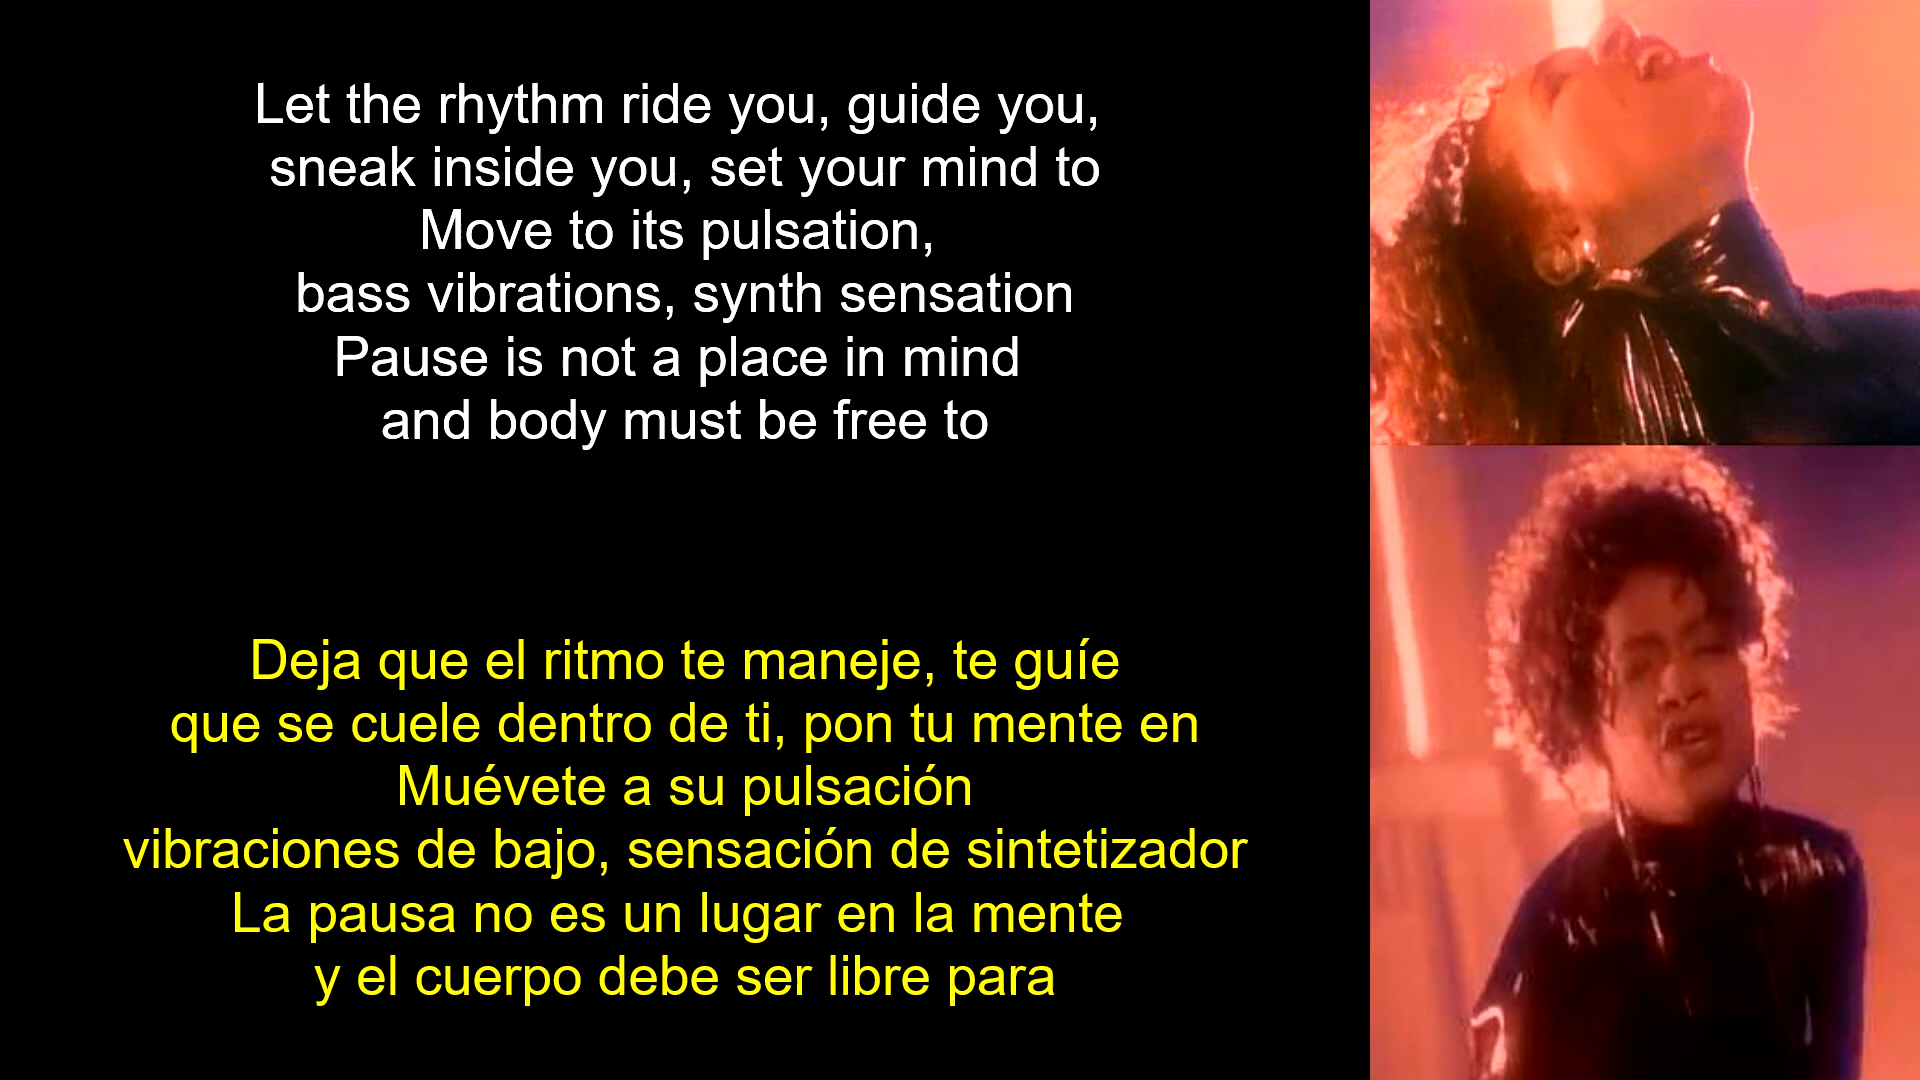 Let the rhythm ride you, guide you,
sneak inside you, set your mind to
Move to its pulsation,
bass vibrations, synth sensation
Pause is not a place in mind
and body must be free to
Deja que el ritmo te maneje, te guíe
que se cuele dentro de ti, pon tu mente en
Muévete a su pulsación
vibraciones de bajo, sensación de sintetizador
La pausa no es un lugar en la mente
y el cuerpo debe ser libre para